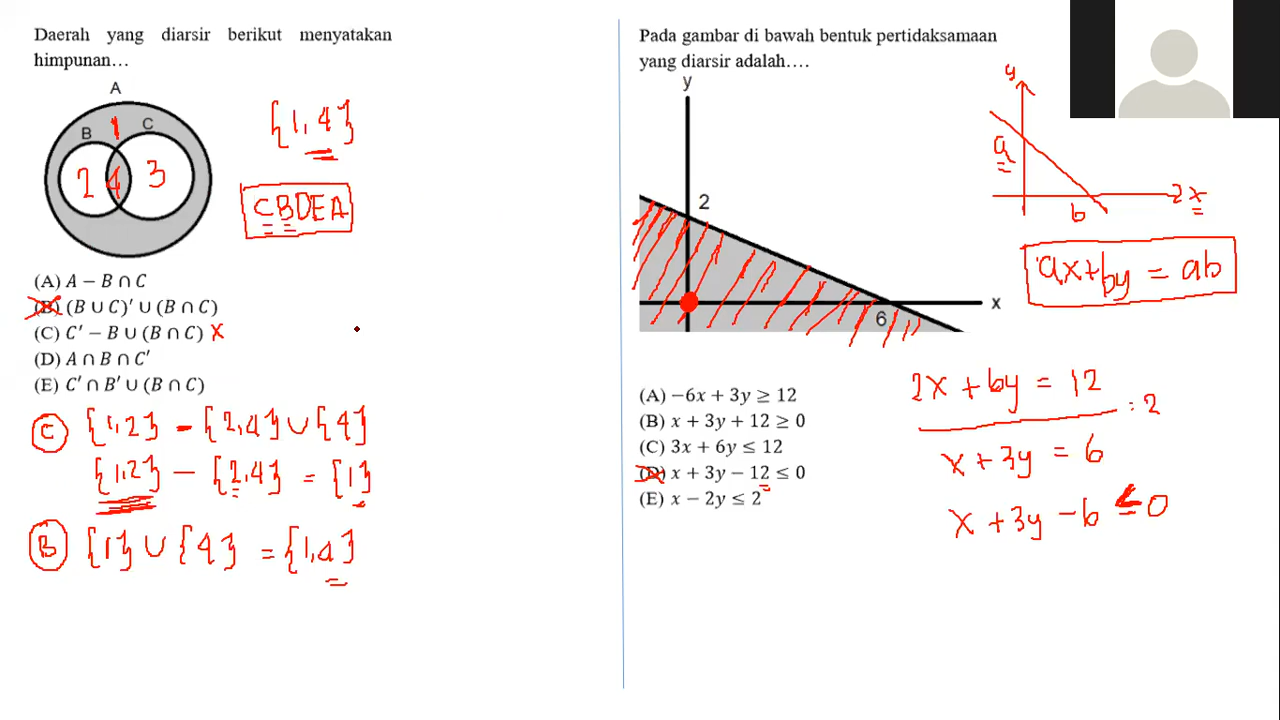 Daerah yang diarsir berikut menyatakan
himpunan…
A
B
C
1
2
4
3
{1,4}
CBDEA
(A) A − B ∩ C
(B) (B ∪ C)′ ∪ (B ∩ C)
(C) C′ − B ∪ (B ∩ C) x
(D) A ∩ B ∩ C′
(E) C′ ∩ B′ ∪ (B ∩ C)
C {1,2} - {2,4} ∪ {4}
{1,2} - {2,4} = {1}
B {1} ∪ {4} = {1,4}
Pada gambar di bawah bentuk pertidaksamaan
yang diarsir adalah….
y
2
6
x
y
a
b
x
ax+by = ab
(A) −6x + 3y ≥ 12
(B) x + 3y + 12 ≥ 0
(C) 3x + 6y ≤ 12
(D) x + 3y − 12 ≤ 0
(E) x − 2y ≤ 2
2x + 6y = 12
: 2
x + 3y = 6
x + 3y - 6 ≤ 0